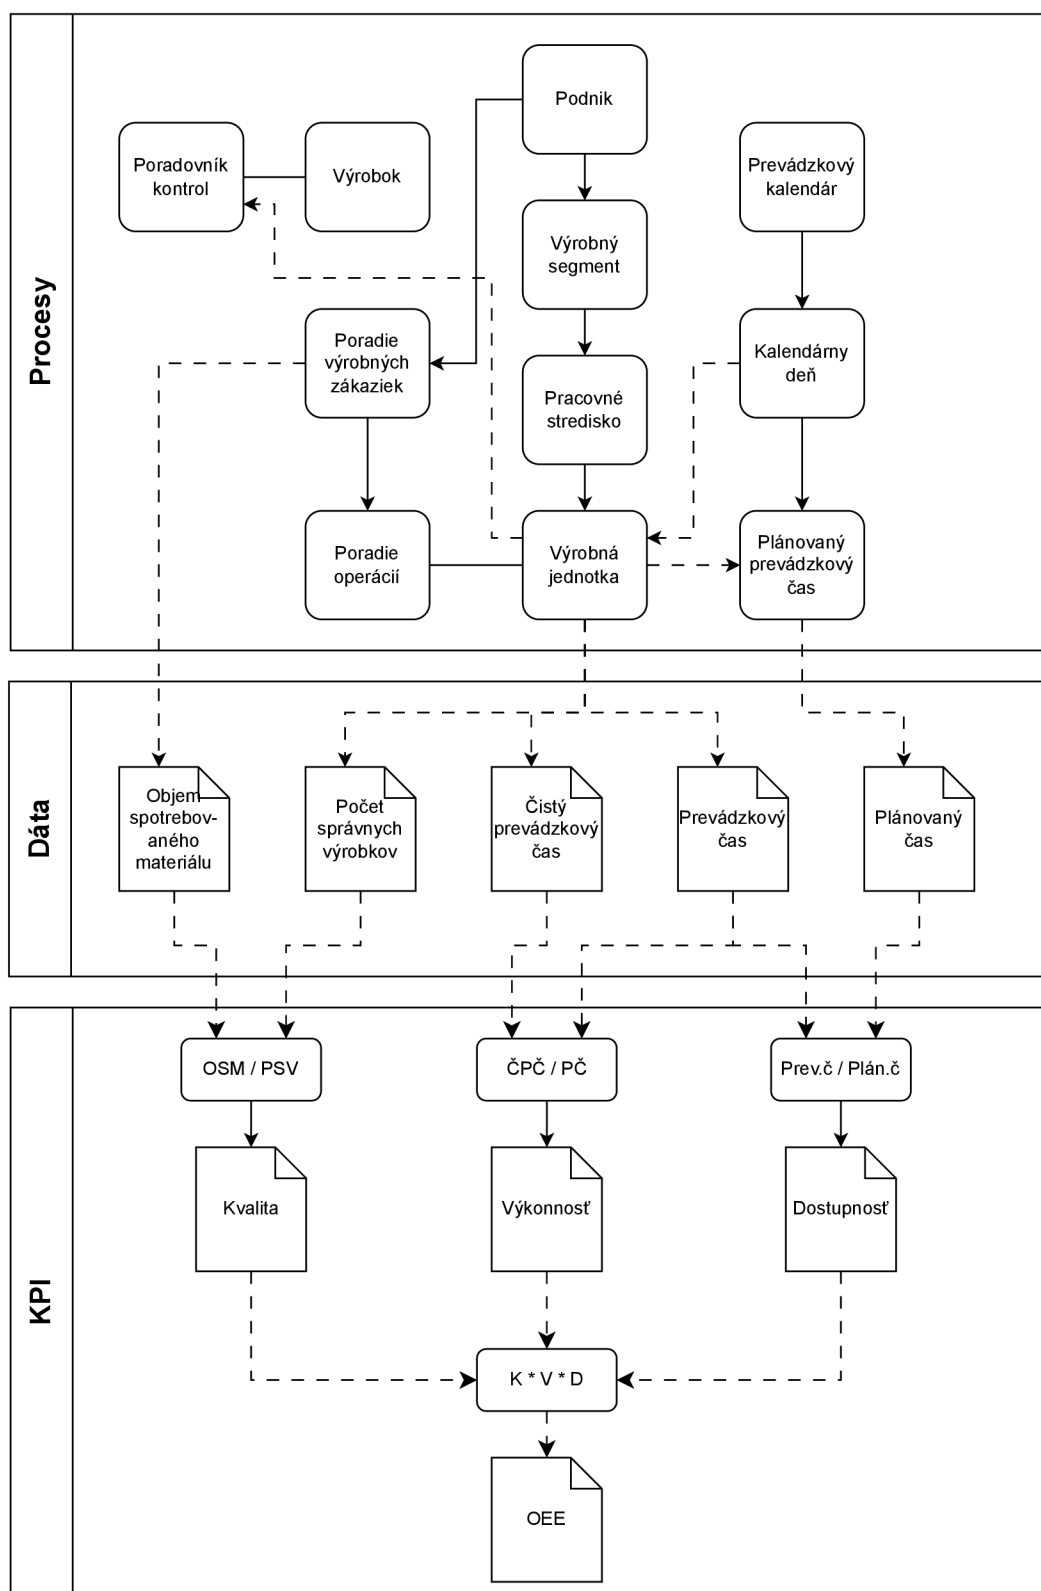 Procesy
Podnik
Poradovník
kontrol
Výrobok
Prevádzkový
kalendár
Výrobný
segment
Poradie
výrobných
zákaziek
Kalendárny
deň
Pracovné
stredisko
Poradie
operácií
Výrobná
jednotka
Plánovaný
prevádzkový
čas
Dáta
Objem
spotrebov-
aného
materiálu
Počet
správnych
výrobkov
Čistý
prevádzkový
čas
Prevádzkový
čas
Plánovaný
čas
KPI
OSM / PSV
ČPČ / PČ
Prev.č / Plán.č
Kvalita
Výkonnosť
Dostupnosť
K * V * D
OEE